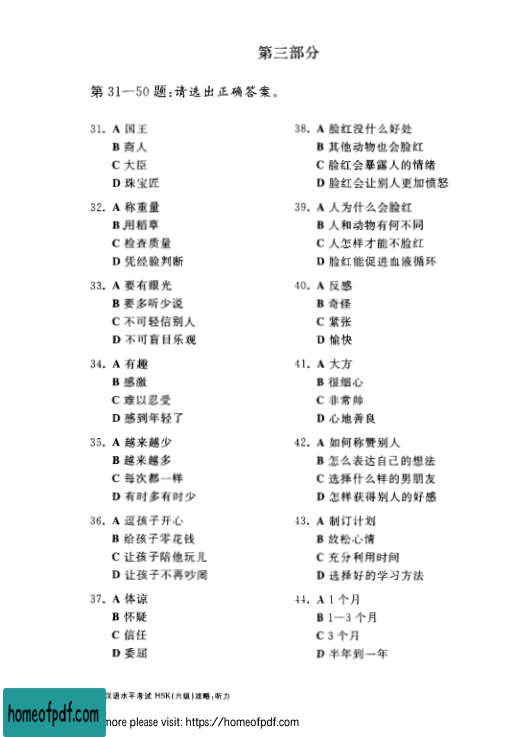 第三部分
第31—50题:请选出正确答案。
31. A 国王
B 商人
C 大臣
D 珠宝匠
32. A 称重量
B 用稻草
C 检查质量
D 凭经验判断
33. A 要有眼光
B 要多听少说
C 不可轻信别人
D 不可盲目乐观
34. A 有趣
B 感激
C 难以忍受
D 感到年轻了
35. A 越来越少
B 越来越多
C 每次都一样
D 有时多有时少
36. A 逗孩子开心
B 给孩子零花钱
C 让孩子陪他玩儿
D 让孩子不再吵闹
37. A 体谅
B 怀疑
C 信任
D 委屈
38. A 脸红没什么好处
B 其他动物也会脸红
C 脸红会暴露人的情绪
D 脸红会让别人更加愤怒
39. A 人为什么会脸红
B 人和动物有何不同
C 人怎样才能不脸红
D 脸红能促进血液循环
40. A 反感
B 奇怪
C 紧张
D 愉快
41. A 大方
B 很细心
C 非常帅
D 心地善良
42. A 如何称赞别人
B 怎么表达自己的想法
C 选择什么样的男朋友
D 怎样获得别人的好感
43. A 制订计划
B 放松心情
C 充分利用时间
D 选择好的学习方法
44. A 1个月
B 1—3个月
C 3个月
D 半年到一年
汉语水平考试 HSK(六级)攻略:听力
homeofpdf.com
more please visit: https://homeofpdf.com